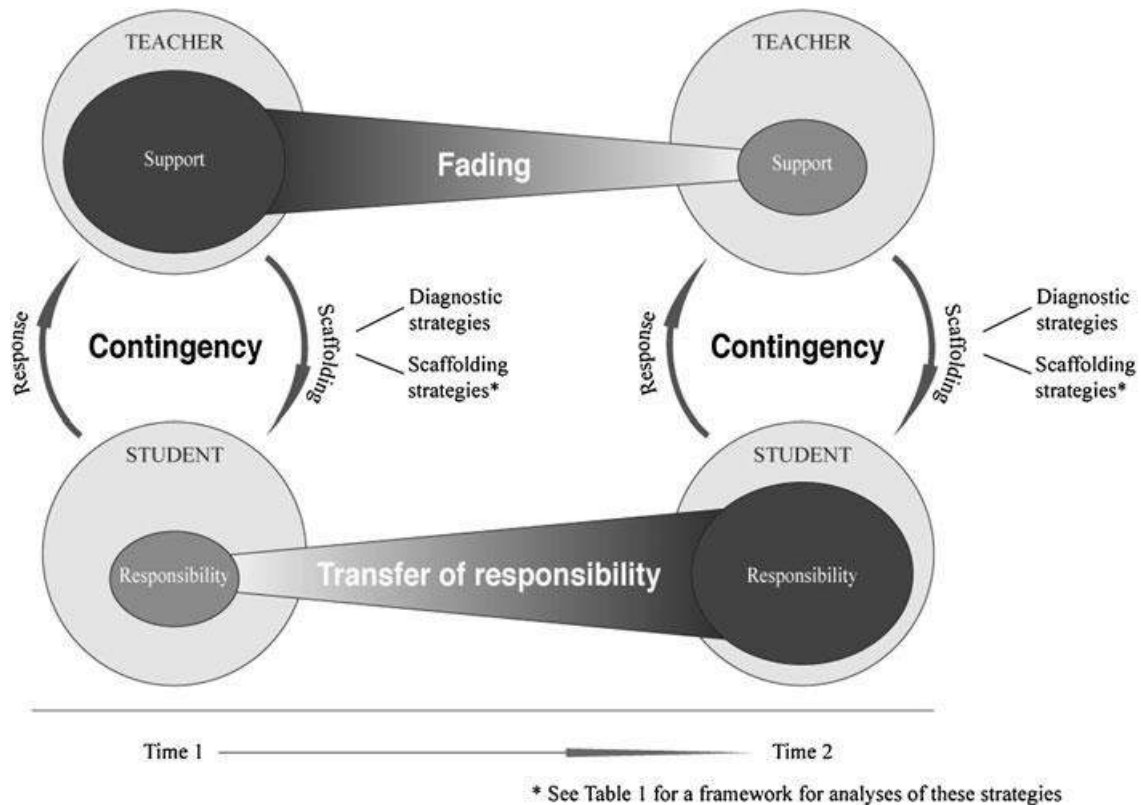 TEACHER
TEACHER
Support
Fading
Support
Response
Contingency
Scaffolding
Diagnostic
strategies
Scaffolding
strategies*
Response
Contingency
Scaffolding
Diagnostic
strategies
Scaffolding
strategies*
STUDENT
STUDENT
Responsibility
Transfer of responsibility
Responsibility
Time 1
Time 2
* See Table 1 for a framework for analyses of these strategies